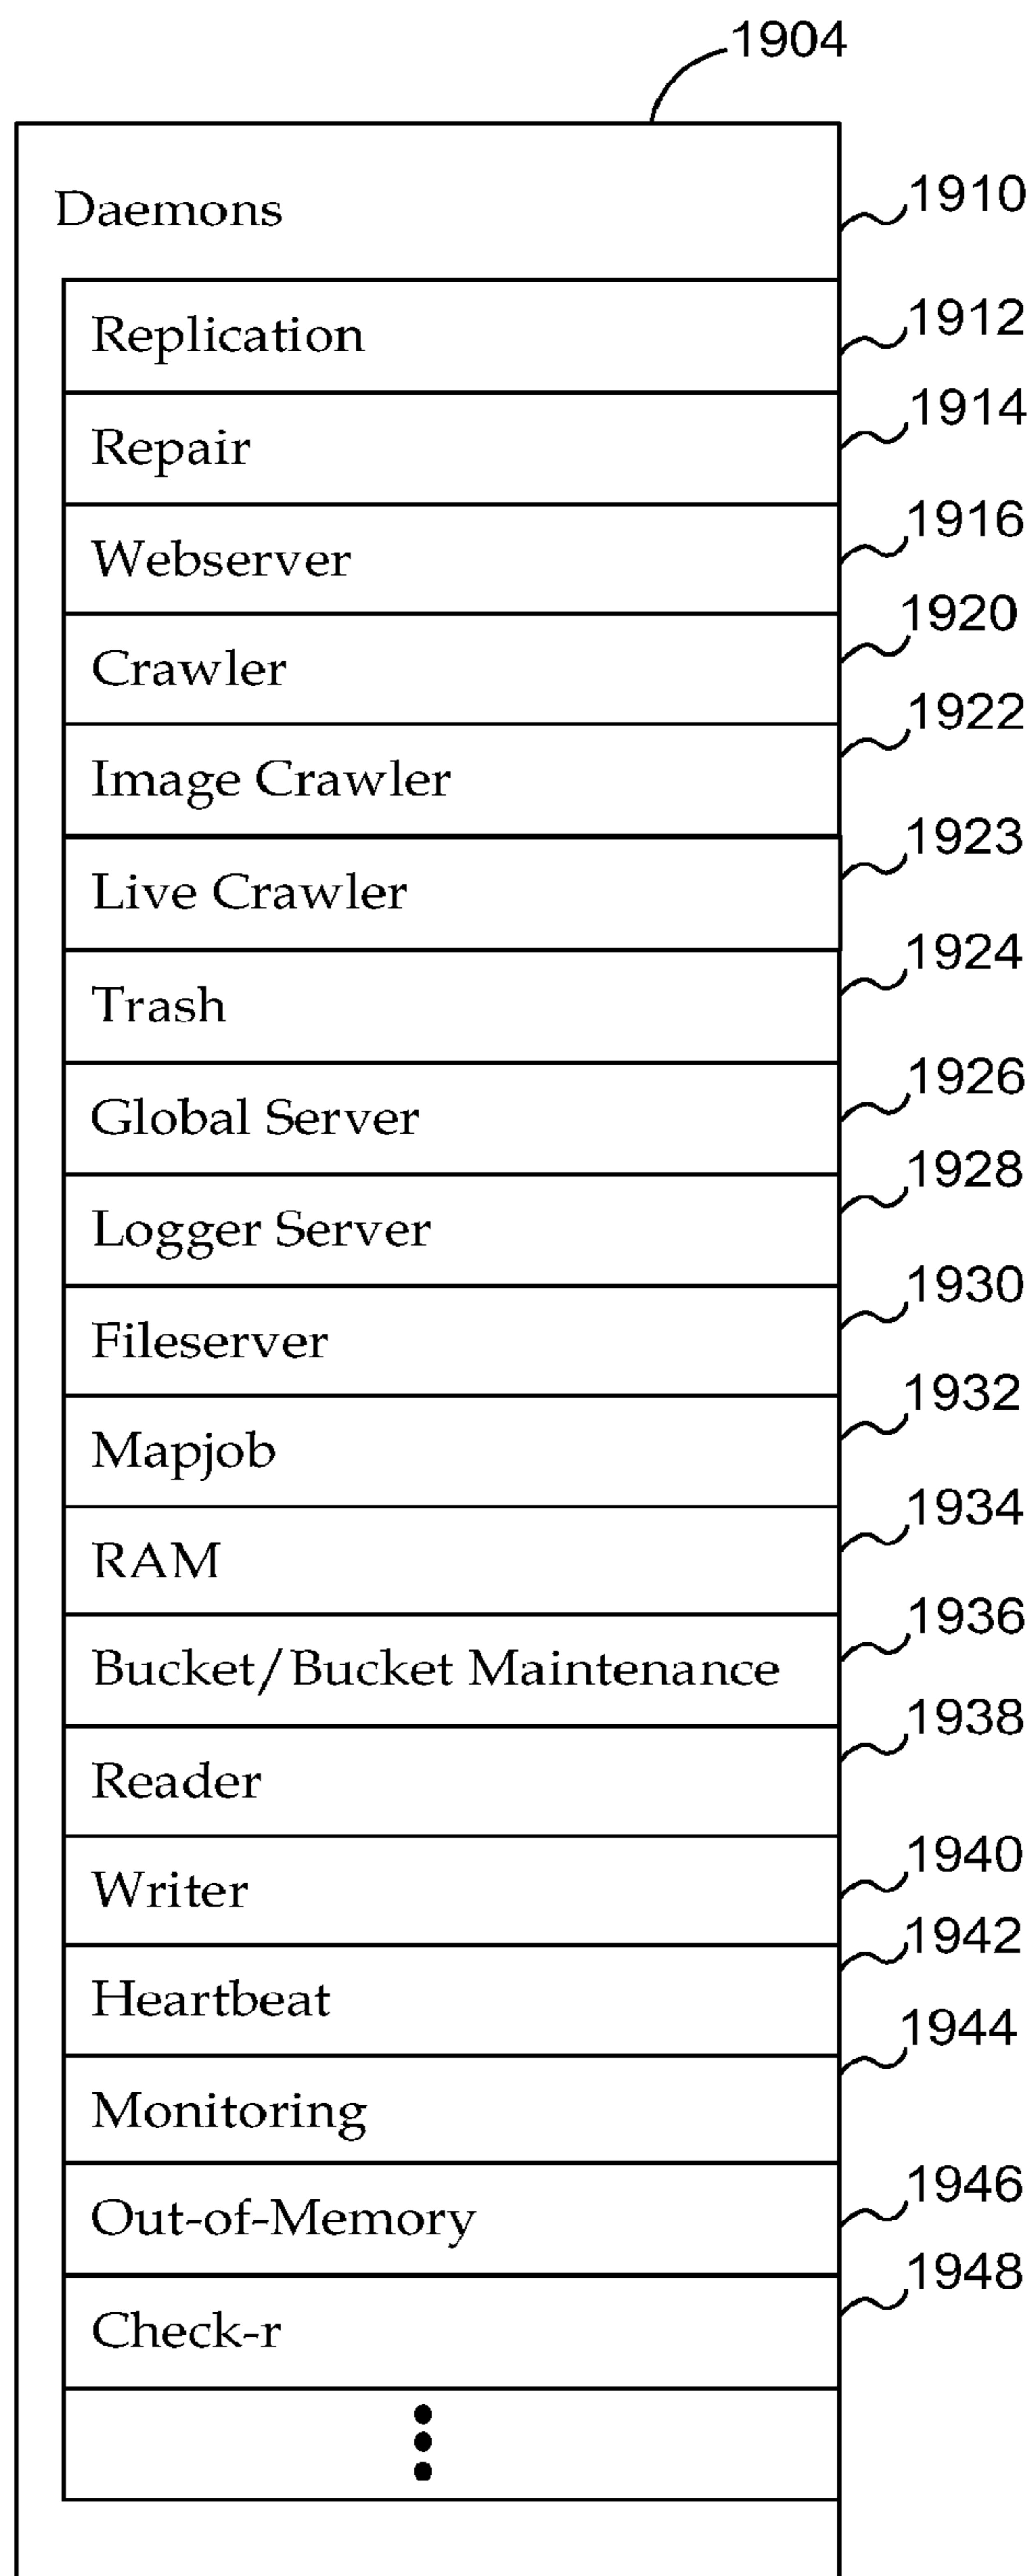 1904
Daemons
1910
Replication
1912
Repair
1914
Webserver
1916
Crawler
1920
Image Crawler
1922
Live Crawler
1923
Trash
1924
Global Server
1926
Logger Server
1928
Fileserver
1930
Mapjob
1932
RAM
1934
Bucket/Bucket Maintenance
1936
Reader
1938
Writer
1940
Heartbeat
1942
Monitoring
1944
Out-of-Memory
1946
Check-r
1948